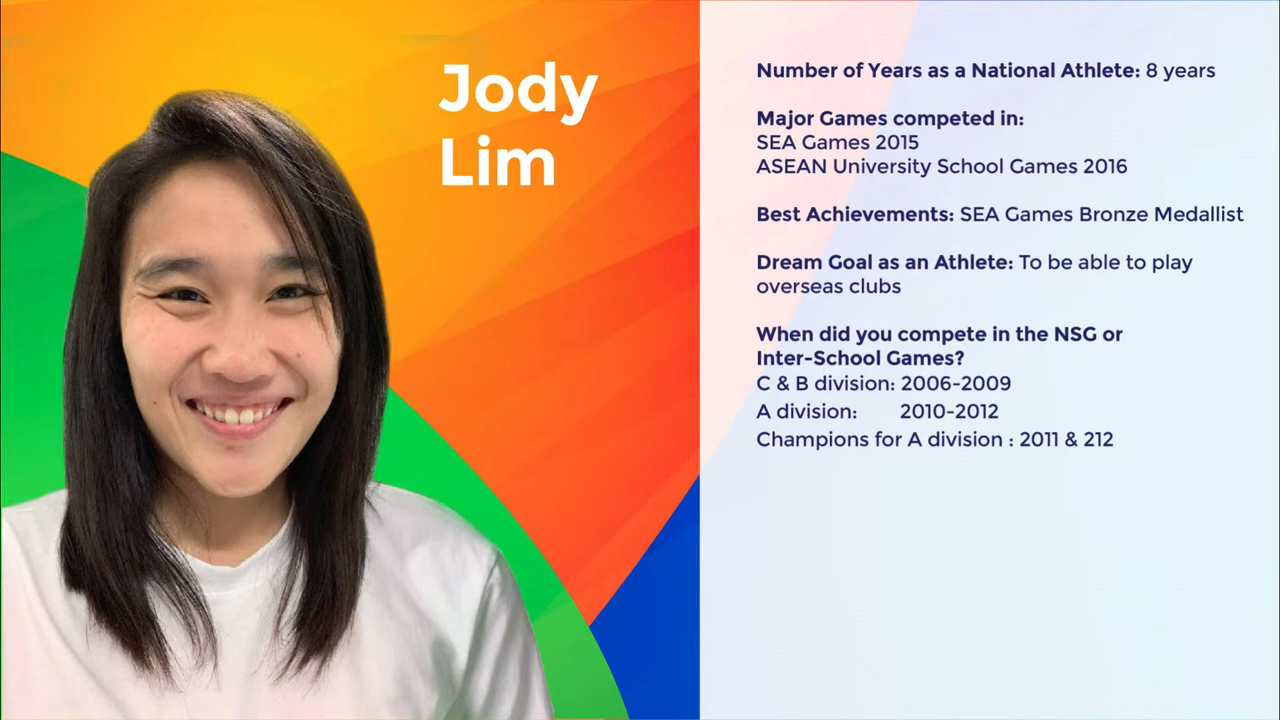 Jody
Lim
Number of Years as a National Athlete: 8 years
Major Games competed in:
SEA Games 2015
ASEAN University School Games 2016
Best Achievements: SEA Games Bronze Medallist
Dream Goal as an Athlete: To be able to play
overseas clubs
When did you compete in the NSG or
Inter-School Games?
C & B division: 2006-2009
A division: 2010-2012
Champions for A division : 2011 & 212